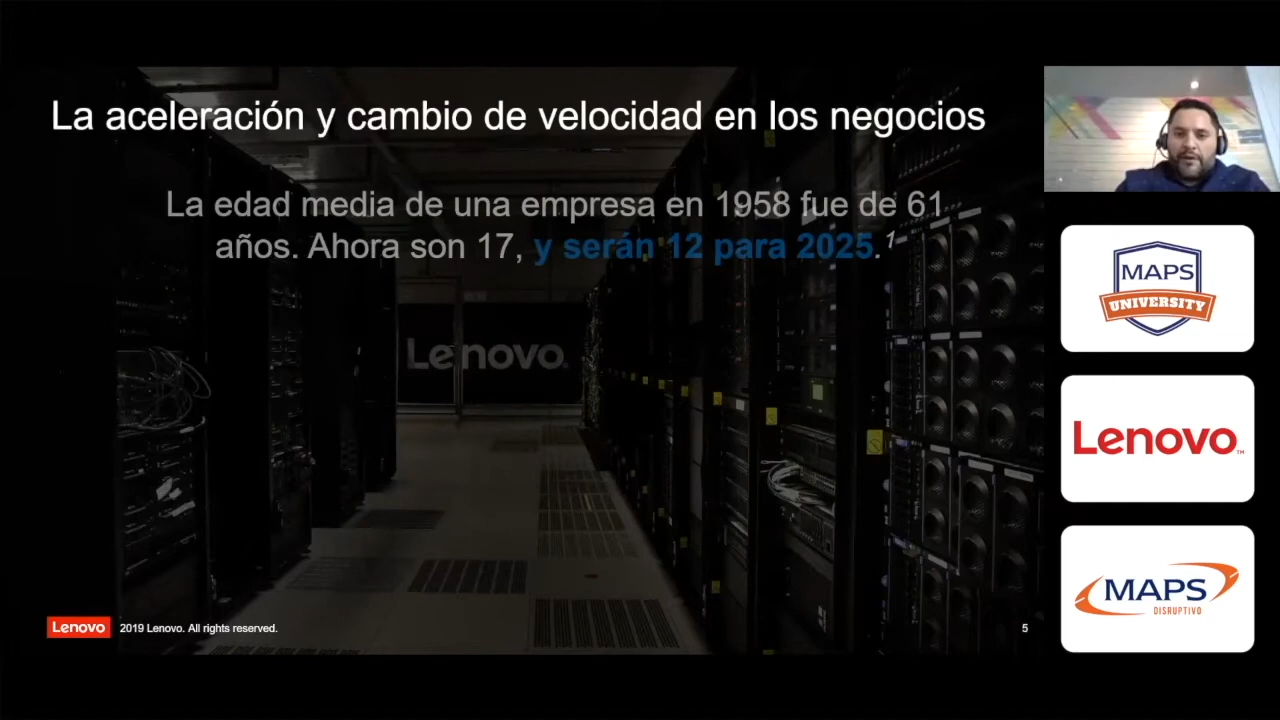 La aceleración y cambio de velocidad en los negocios
La edad media de una empresa en 1958 fue de 61
años. Ahora son 17, y serán 12 para 2025.¹
Lenovo
Lenovo 2019 Lenovo. All rights reserved.
5
MAPS
UNIVERSITY
Lenovo™
MAPS
DISRUPTIVO